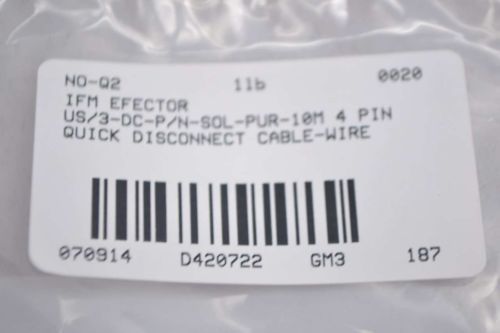 NO-Q2 11b 0020
IFM EFECTOR
US/3-DC-P/N-SOL-PUR-10M 4 PIN
QUICK DISCONNECT CABLE-WIRE
070914 D420722 GM3 187